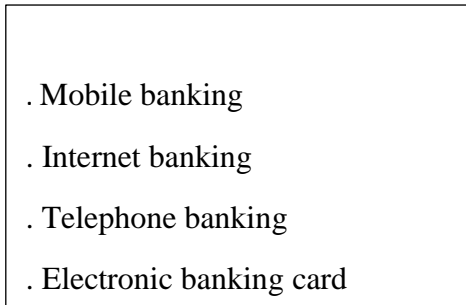 . Mobile banking
. Internet banking
. Telephone banking
. Electronic banking card